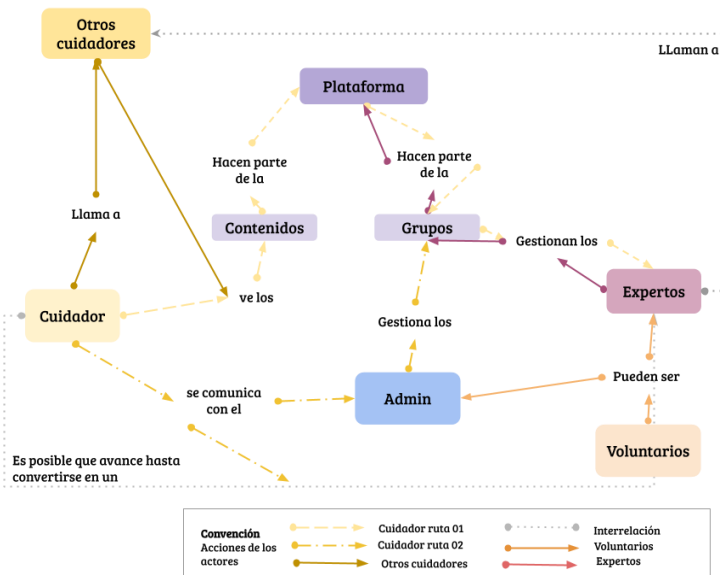 Otros
cuidadores
LLaman a
Plataforma
Hacen parte
de la
Hacen parte
de la
Llama a
Contenidos
Grupos
Gestionan los
Cuidador
ve los
Expertos
Gestiona los
Pueden ser
se comunica
con el
Admin
Voluntarios
Es posible que avance hasta
convertirse en un
Convención
Acciones de los
actores
Cuidador ruta 01
Cuidador ruta 02
Otros cuidadores
Interrelación
Voluntarios
Expertos